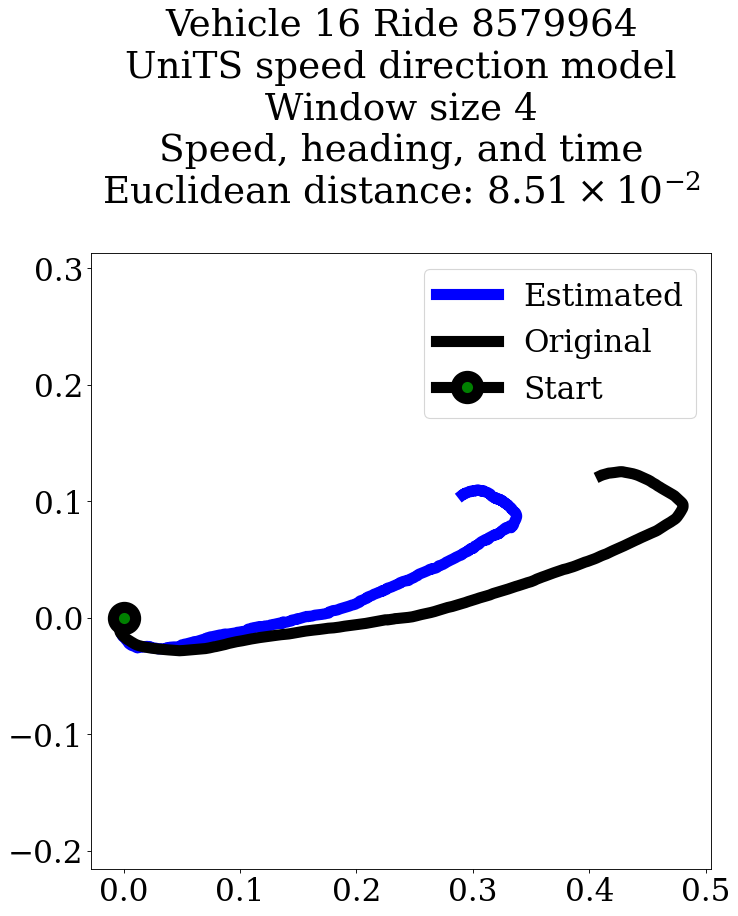 Vehicle 16 Ride 8579964
UniTS speed direction model
Window size 4
Speed, heading, and time
Euclidean distance: 8.51 × 10⁻²
Estimated
Original
Start
0.3
0.2
0.1
0.0
−0.1
−0.2
0.0 0.1 0.2 0.3 0.4 0.5